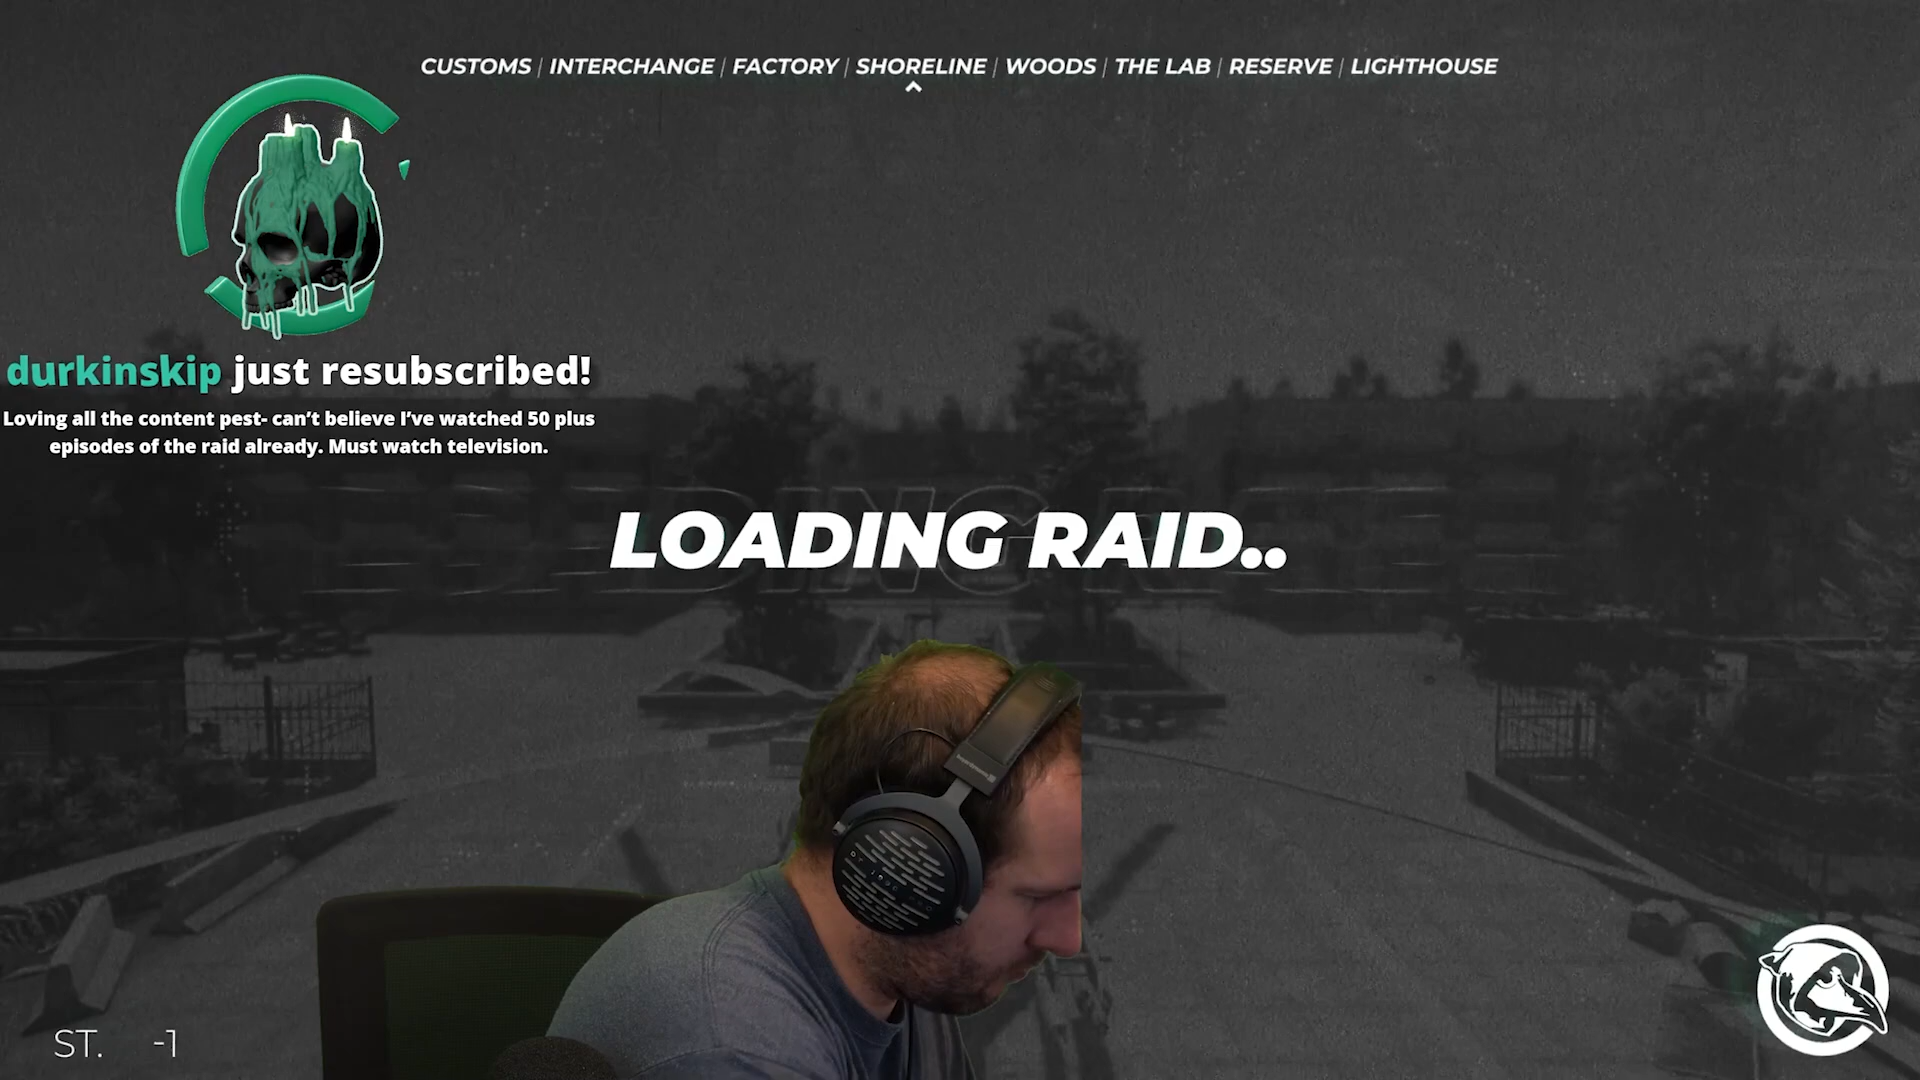 CUSTOMS | INTERCHANGE | FACTORY | SHORELINE | WOODS | THE LAB | RESERVE | LIGHTHOUSE
durkinskip just resubscribed!
Loving all the content pest- can’t believe I’ve watched 50 plus
episodes of the raid already. Must watch television.
LOADING RAID..
ST. -1